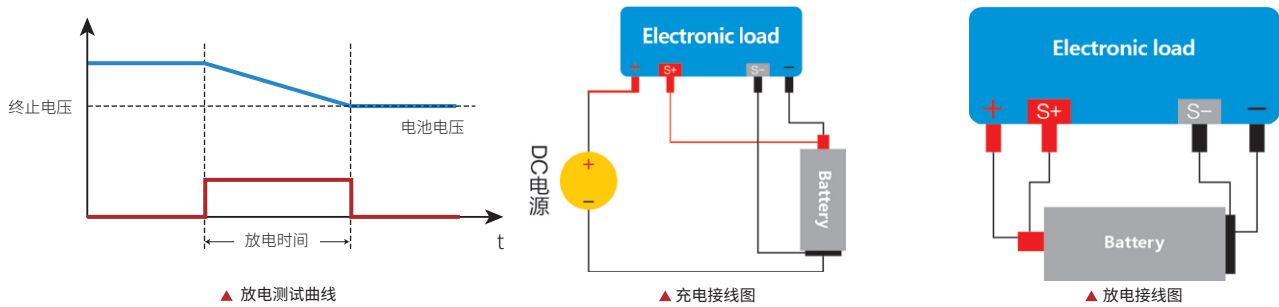 终止电压
电池电压
放电时间
t
▲ 放电测试曲线
Electronic load
+ S+ S- -
DC电源
+
-
Battery
▲ 充电接线图
Electronic load
+ S+ S- -
Battery
▲ 放电接线图